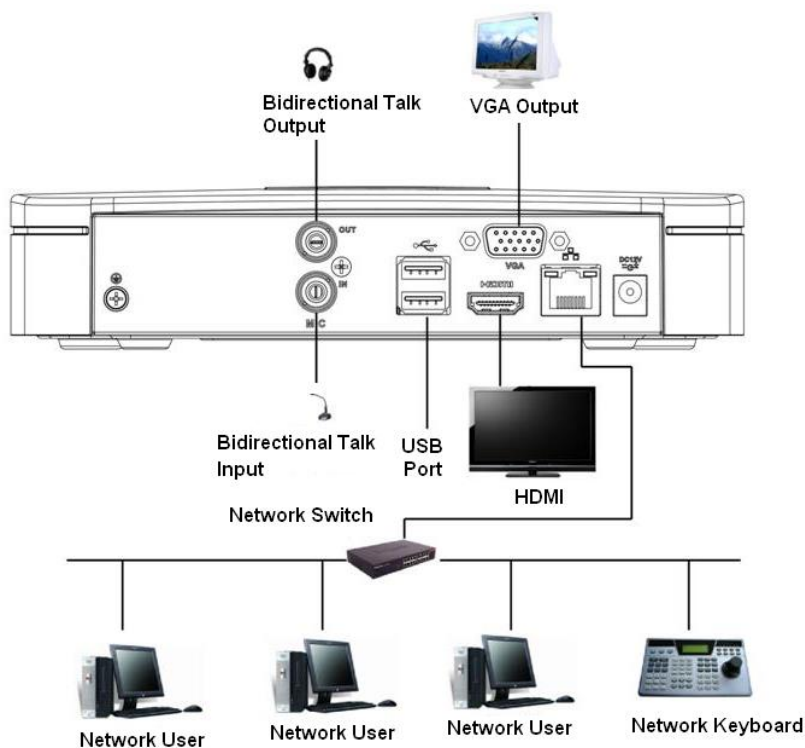 Bidirectional Talk
Output
VGA Output
OUT
VGA
DC12V
HDMI
IN
MIC
Bidirectional Talk
Input
USB
Port
HDMI
Network Switch
Network User
Network User
Network User
Network Keyboard